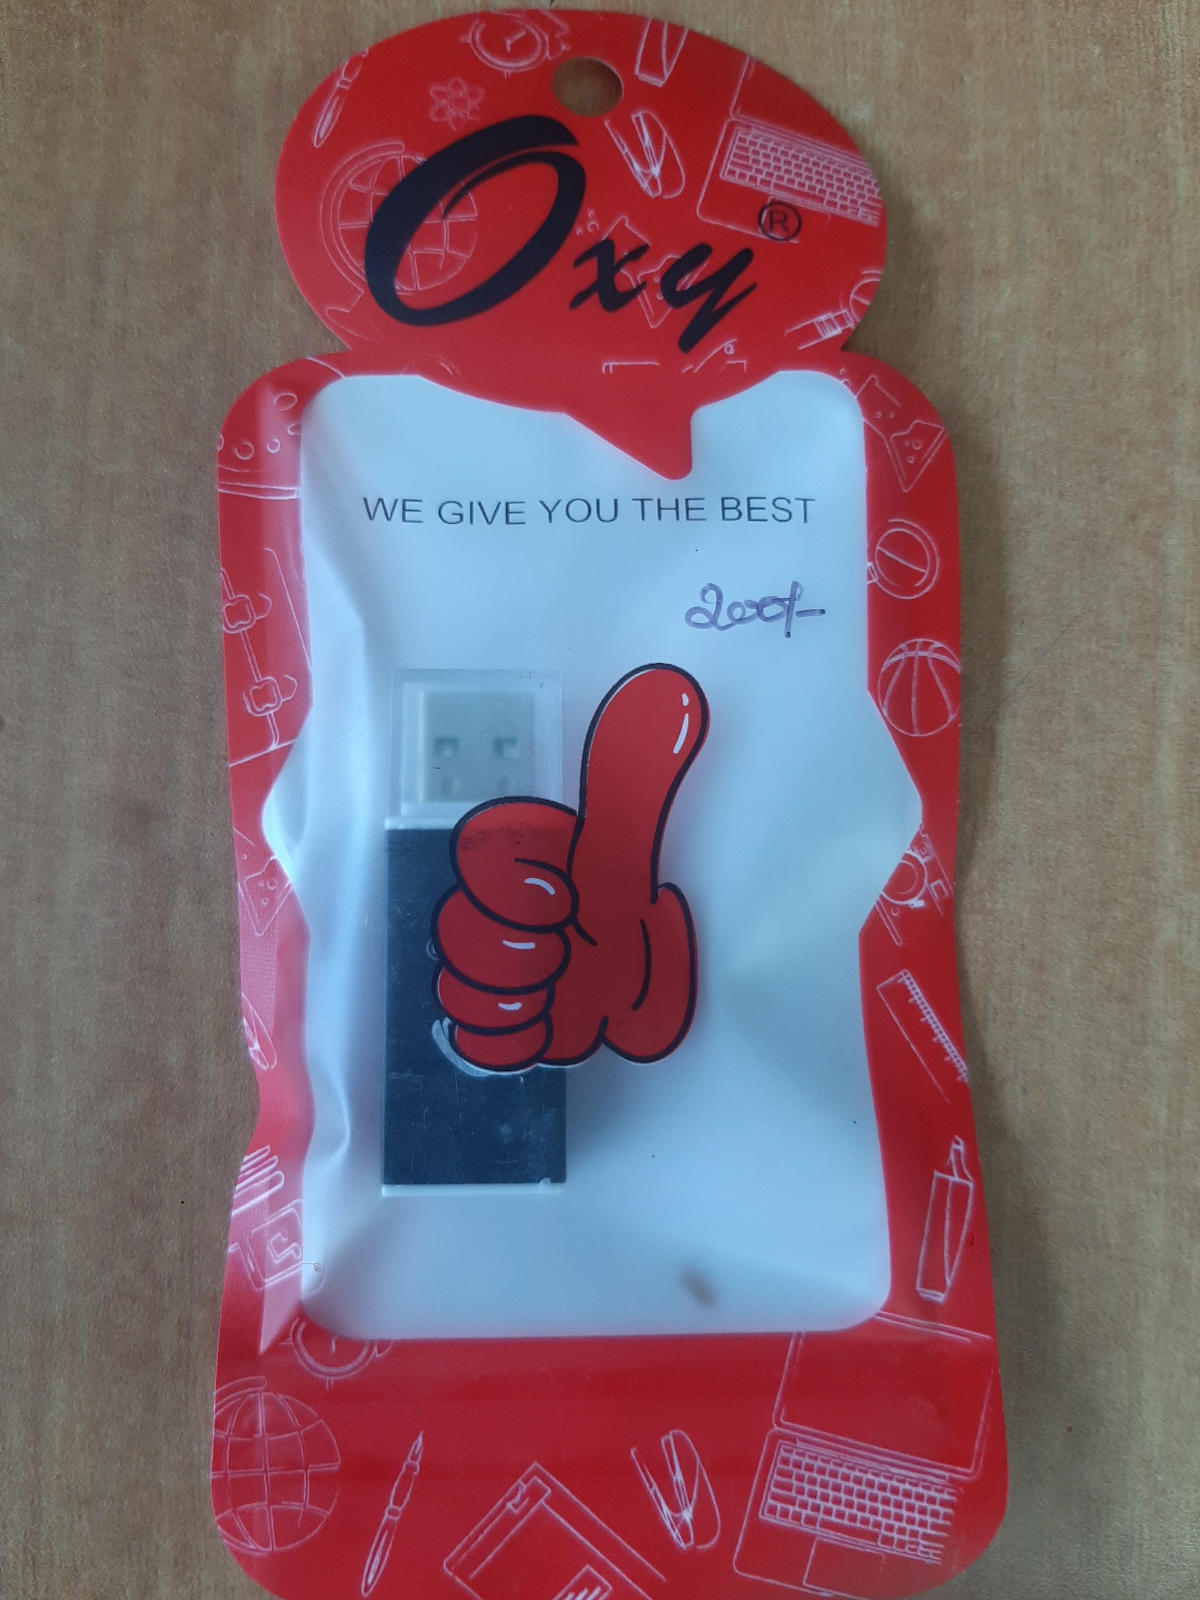 Oxy®
WE GIVE YOU THE BEST
200/-